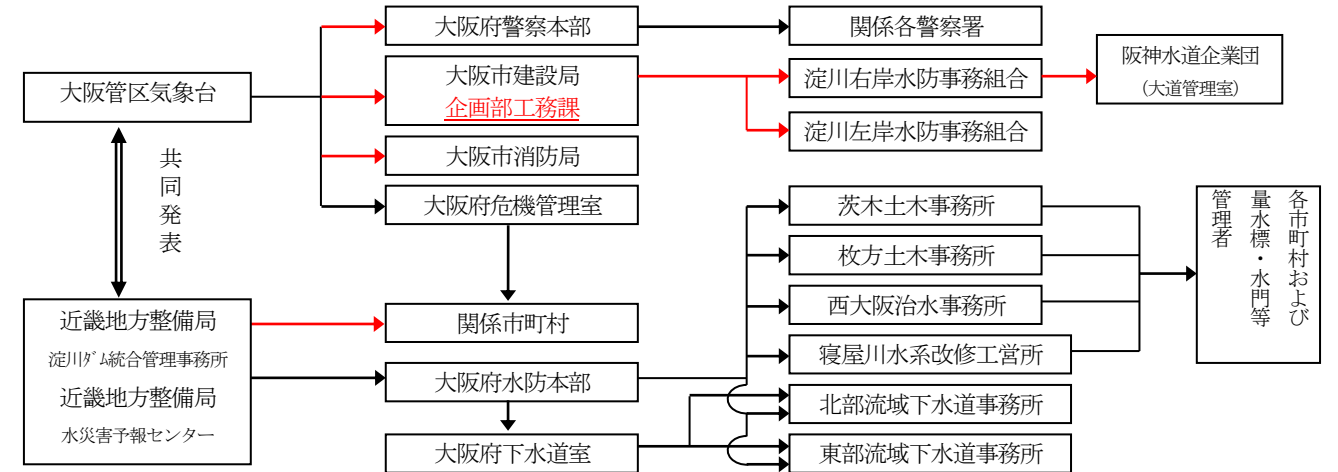 大阪管区気象台
共同発表
近畿地方整備局
淀川ﾀﾞﾑ統合管理事務所
近畿地方整備局
水災害予報センター
大阪府警察本部
大阪市建設局
企画部工務課
大阪市消防局
大阪府危機管理室
関係市町村
大阪府水防本部
大阪府下水道室
関係各警察署
淀川右岸水防事務組合
淀川左岸水防事務組合
茨木土木事務所
枚方土木事務所
西大阪治水事務所
寝屋川水系改修工営所
北部流域下水道事務所
東部流域下水道事務所
阪神水道企業団
（大道管理室）
各市町村および
量水標・水門等
管理者